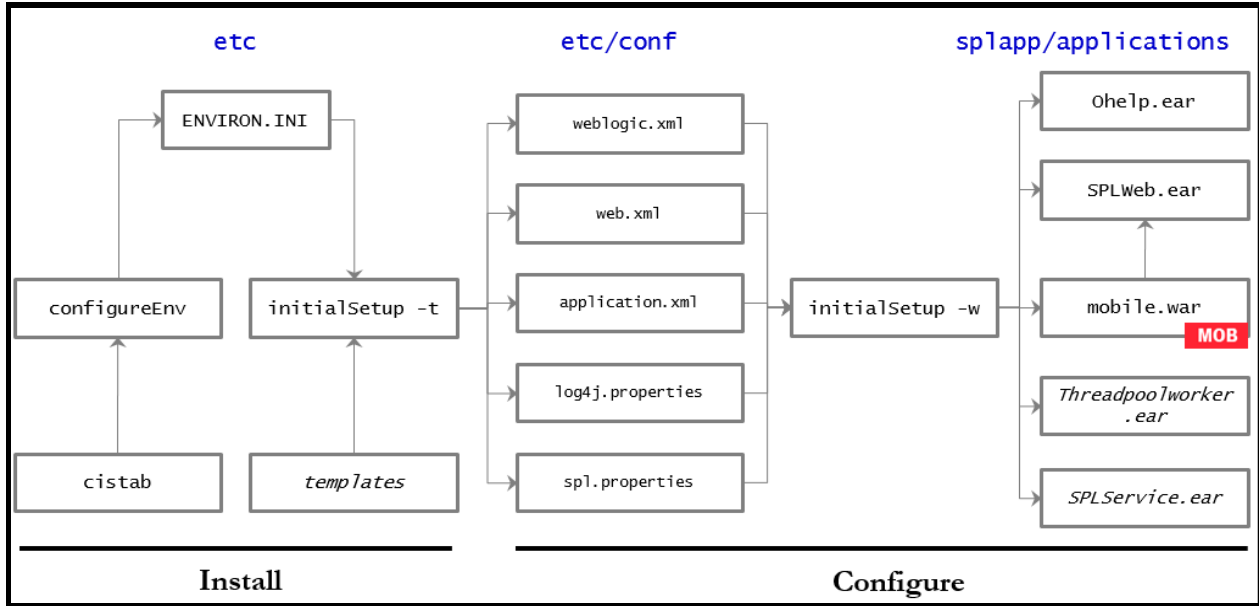 etc
etc/conf
splapp/applications
ENVIRON.INI
configureEnv
initialSetup -t
cistab
templates
weblogic.xml
web.xml
application.xml
log4j.properties
spl.properties
initialSetup -w
Ohelp.ear
SPLWeb.ear
mobile.war
MOB
Threadpoolworker
.ear
SPLService.ear
Install
Configure